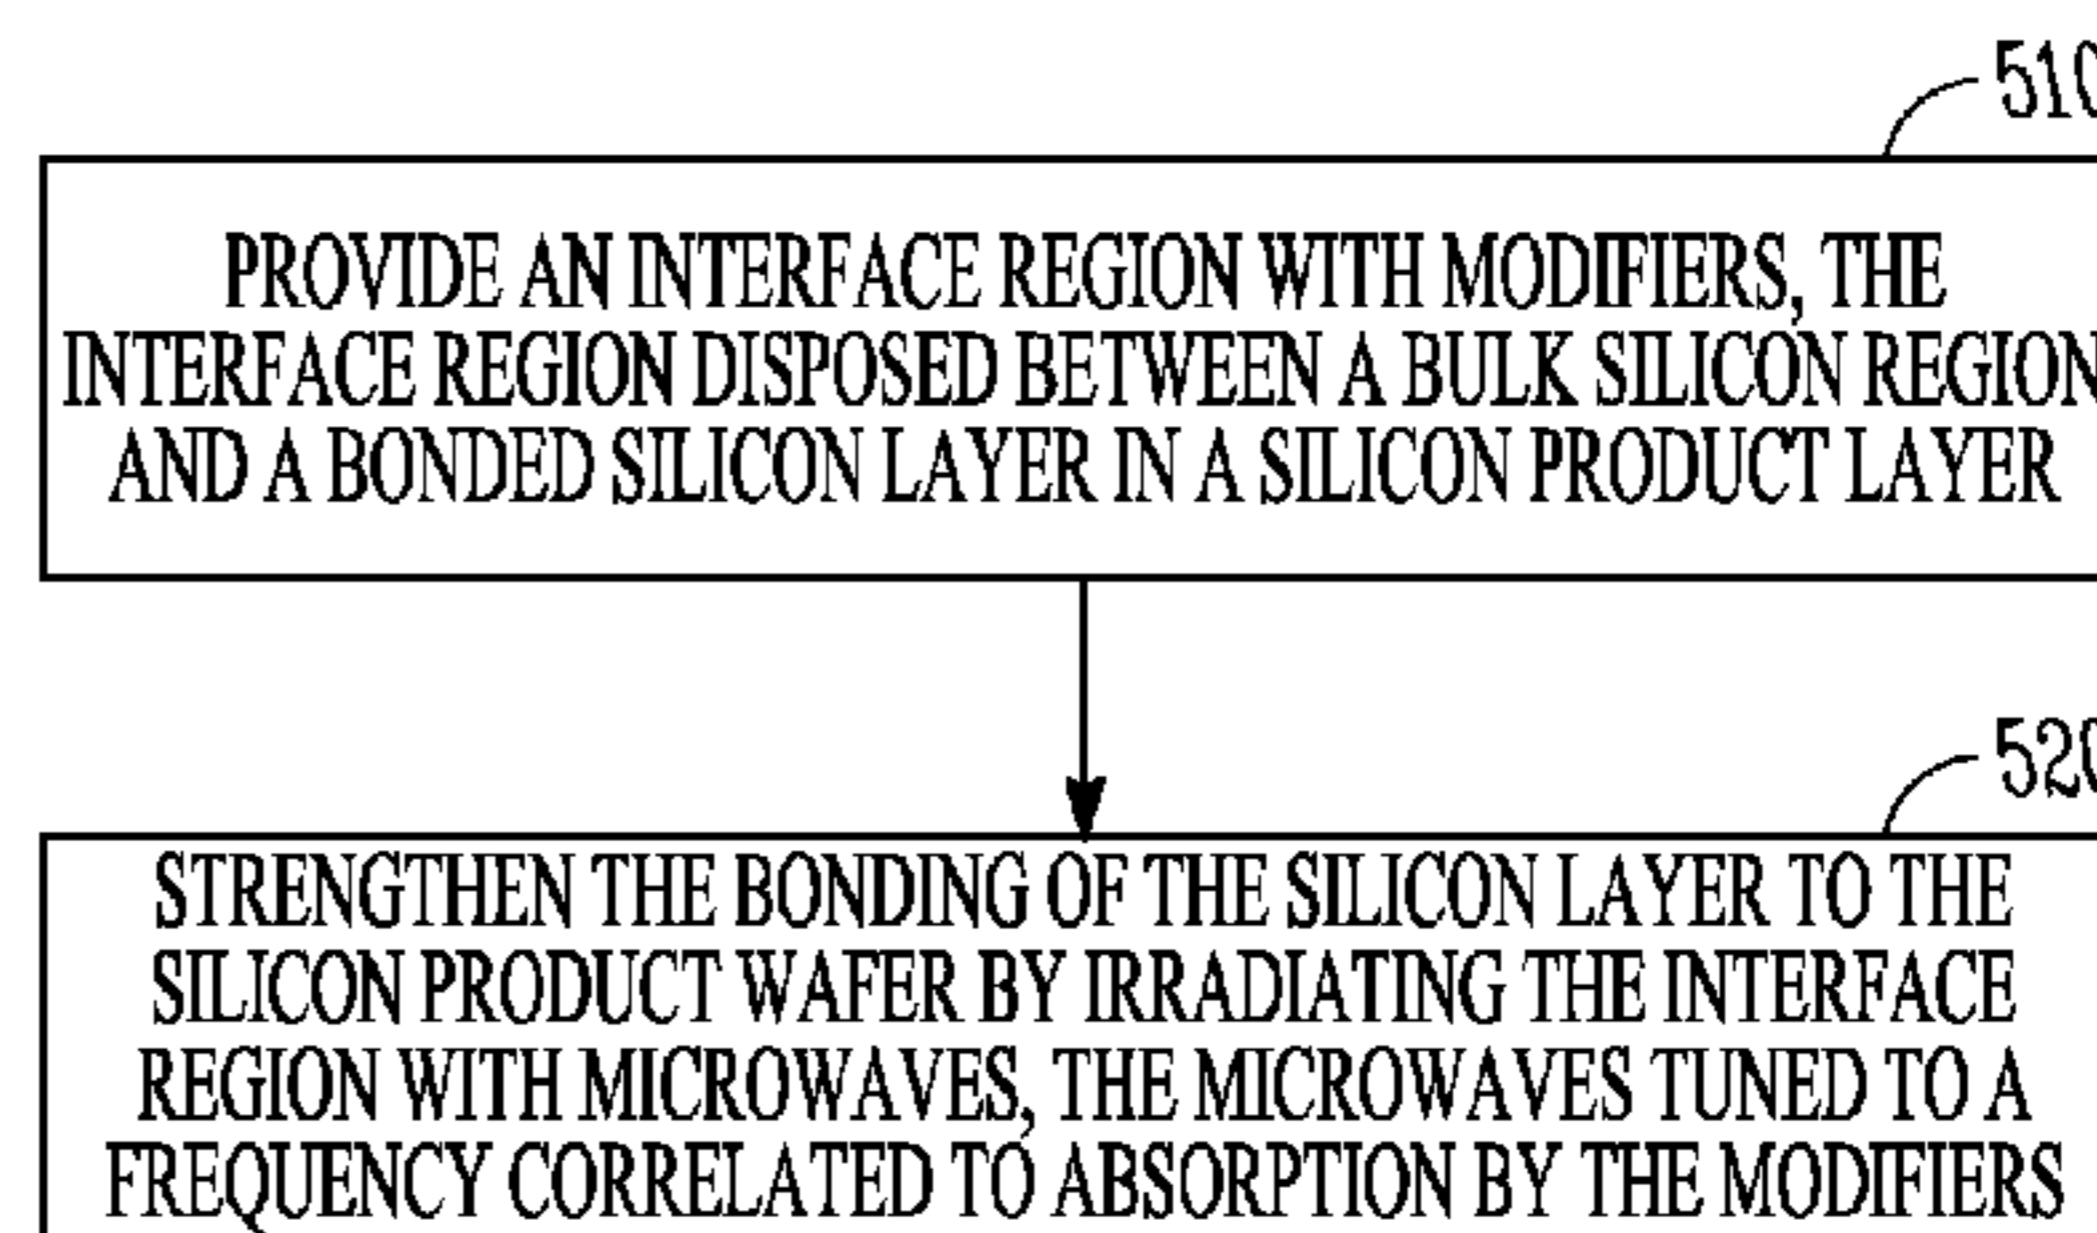 510
PROVIDE AN INTERFACE REGION WITH MODIFIERS, THE
INTERFACE REGION DISPOSED BETWEEN A BULK SILICON REGION
AND A BONDED SILICON LAYER IN A SILICON PRODUCT LAYER
520
STRENGTHEN THE BONDING OF THE SILICON LAYER TO THE
SILICON PRODUCT WAFER BY IRRADIATING THE INTERFACE
REGION WITH MICROWAVES, THE MICROWAVES TUNED TO A
FREQUENCY CORRELATED TO ABSORPTION BY THE MODIFIERS